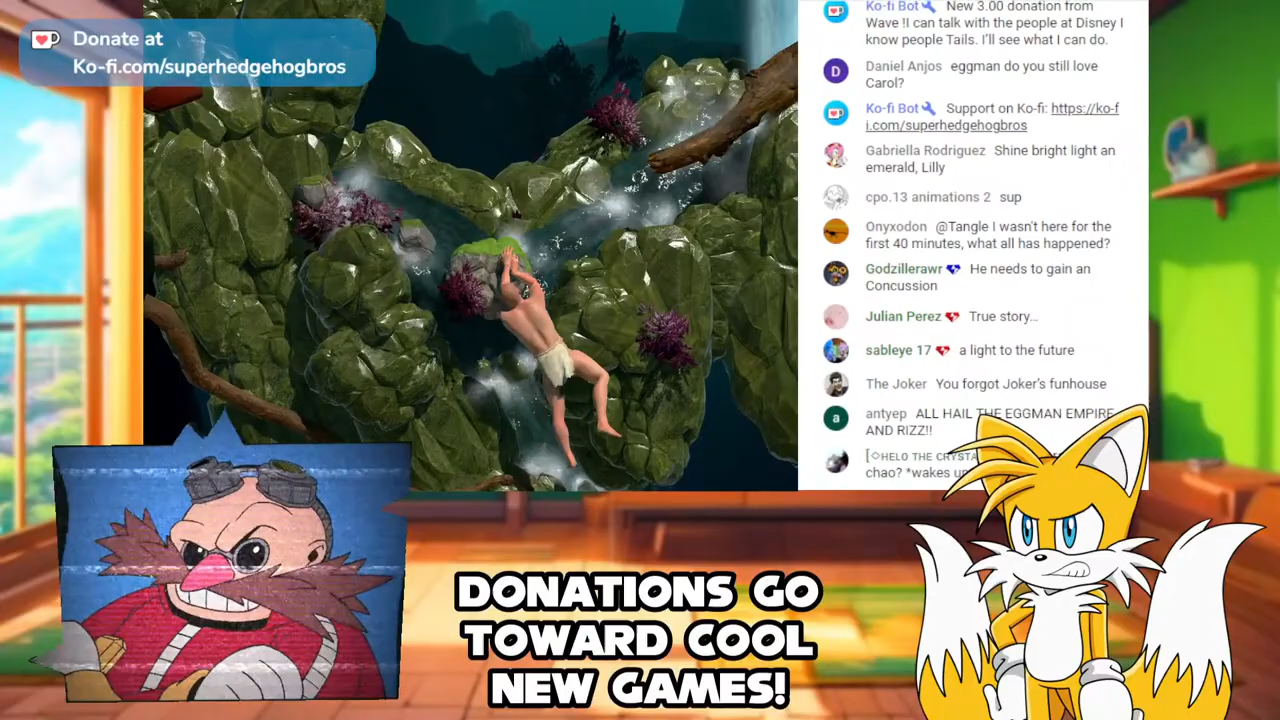 Donate at
Ko-fi.com/superhedgehogbros
Ko-fi Bot New 3.00 donation from
Wave !I can talk with the people at Disney I
know people Tails. I'll see what I can do.
D Daniel Anjos eggman do you still love
Carol?
Ko-fi Bot Support on Ko-fi: https://ko-f
i.com/superhedgehogbros
Gabriella Rodriguez Shine bright light an
emerald, Lilly
cpo.13 animations 2 sup
Onyxodon @Tangle I wasn't here for the
first 40 minutes, what all has happened?
Godzillerawr He needs to gain an
Concussion
Julian Perez True story…
sableye 17 a light to the future
The Joker You forgot Joker's funhouse
a antyep ALL HAIL THE EGGMAN EMPIRE
AND RIZZ!!
[◇HELO THE
chao? *wakes
DONATIONS GO
TOWARD COOL
NEW GAMES!